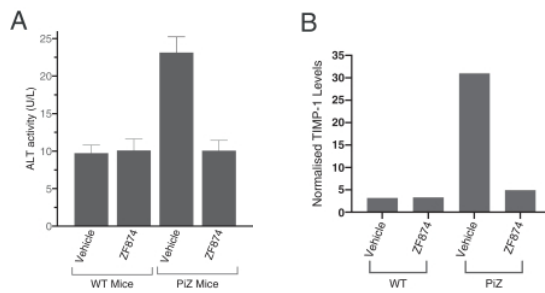 A
ALT activity (U/L)
25
20
15
10
5
0
Vehicle
ZF874
Vehicle
ZF874
WT Mice
PiZ Mice
B
Normalised TIMP-1 Levels
35
30
25
20
15
10
5
0
Vehicle
ZF874
Vehicle
ZF874
WT
PiZ